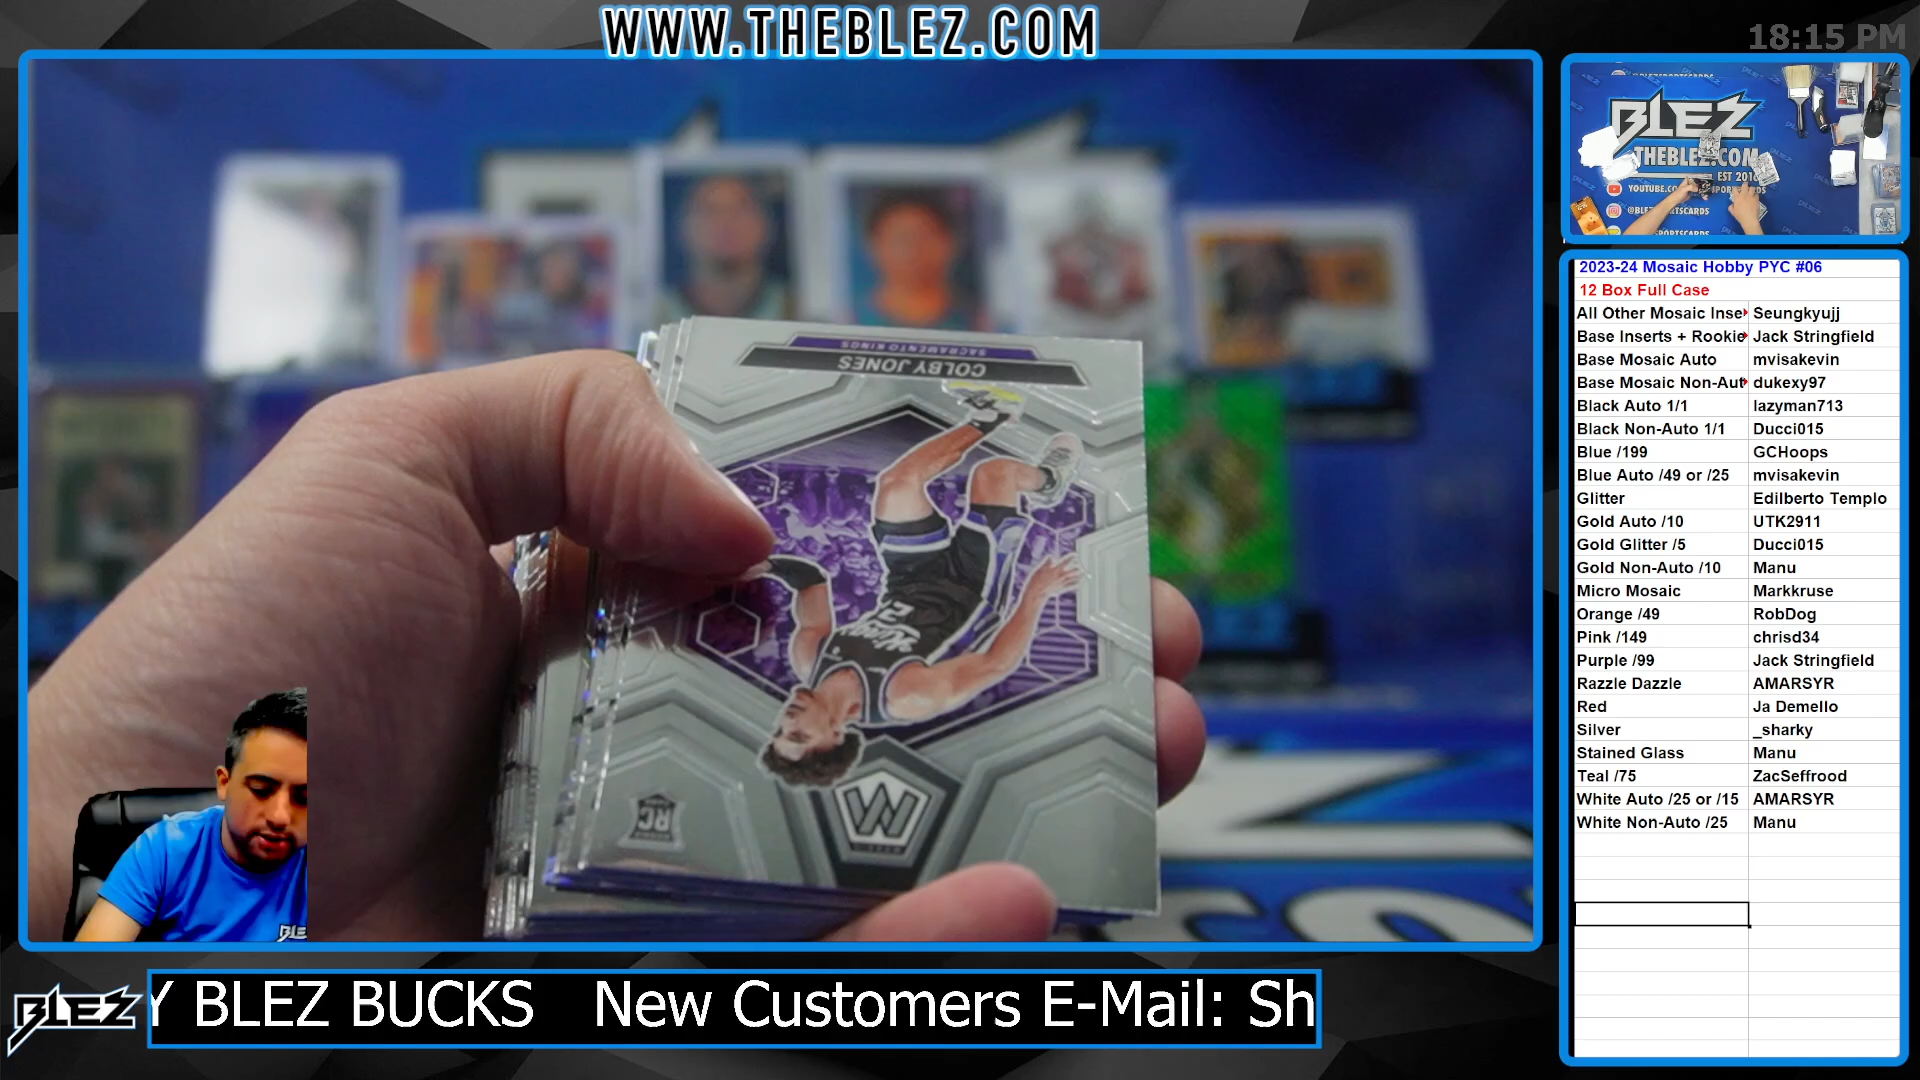 WWW.THEBLEZ.COM
18:15 PM
BLEZ
THEBLEZ.COM
EST 2016
@BLEZSPORTSCARDS
2023-24 Mosaic Hobby PYC #06
12 Box Full Case
All Other Mosaic Inse Seungkyujj
Base Inserts + Rookie Jack Stringfield
Base Mosaic Auto mvisakevin
Base Mosaic Non-Aut dukexy97
Black Auto 1/1 lazyman713
Black Non-Auto 1/1 Ducci015
Blue /199 GCHoops
Blue Auto /49 or /25 mvisakevin
Glitter Edilberto Templo
Gold Auto /10 UTK2911
Gold Glitter /5 Ducci015
Gold Non-Auto /10 Manu
Micro Mosaic Markkruse
Orange /49 RobDog
Pink /149 chrisd34
Purple /99 Jack Stringfield
Razzle Dazzle AMARSYR
Red Ja Demello
Silver _sharky
Stained Glass Manu
Teal /75 ZacSeffrood
White Auto /25 or /15 AMARSYR
White Non-Auto /25 Manu
SACRAMENTO KINGS
COLBY JONES
RC
BLEZ
Y BLEZ BUCKS New Customers E-Mail: Sh